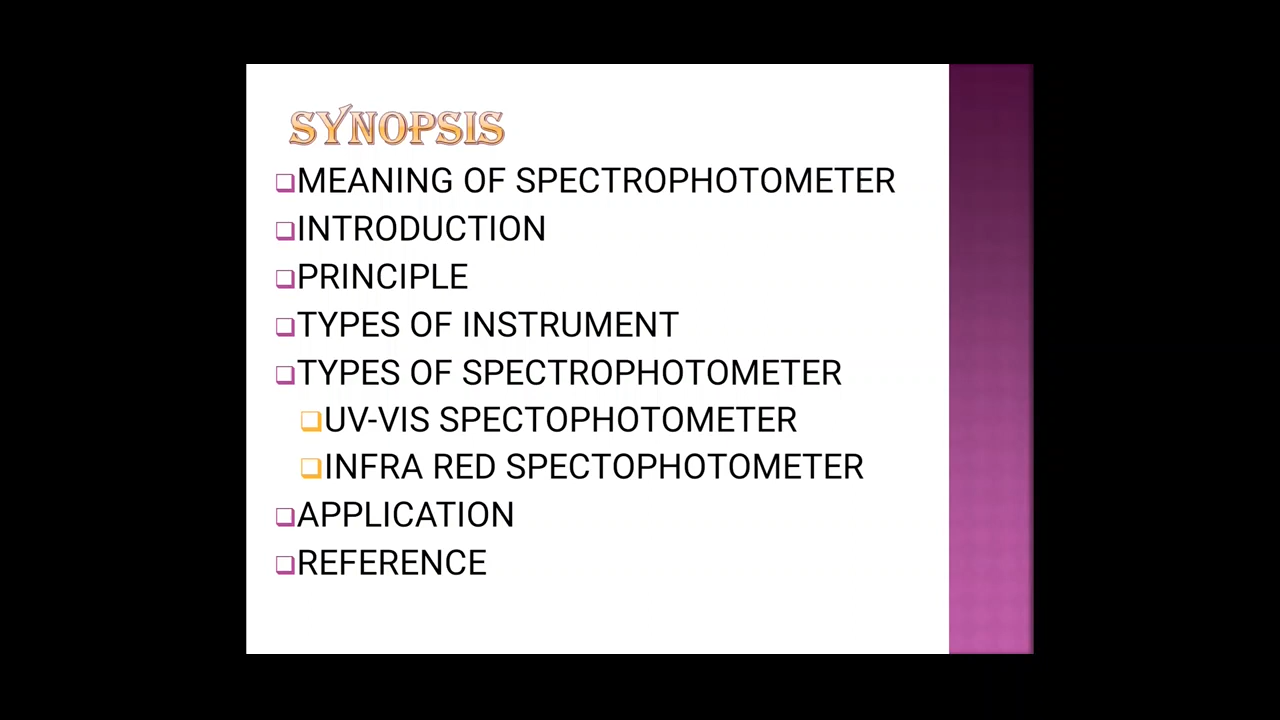 SYNOPSIS
❑MEANING OF SPECTROPHOTOMETER
❑INTRODUCTION
❑PRINCIPLE
❑TYPES OF INSTRUMENT
❑TYPES OF SPECTROPHOTOMETER
❑UV-VIS SPECTOPHOTOMETER
❑INFRA RED SPECTOPHOTOMETER
❑APPLICATION
❑REFERENCE